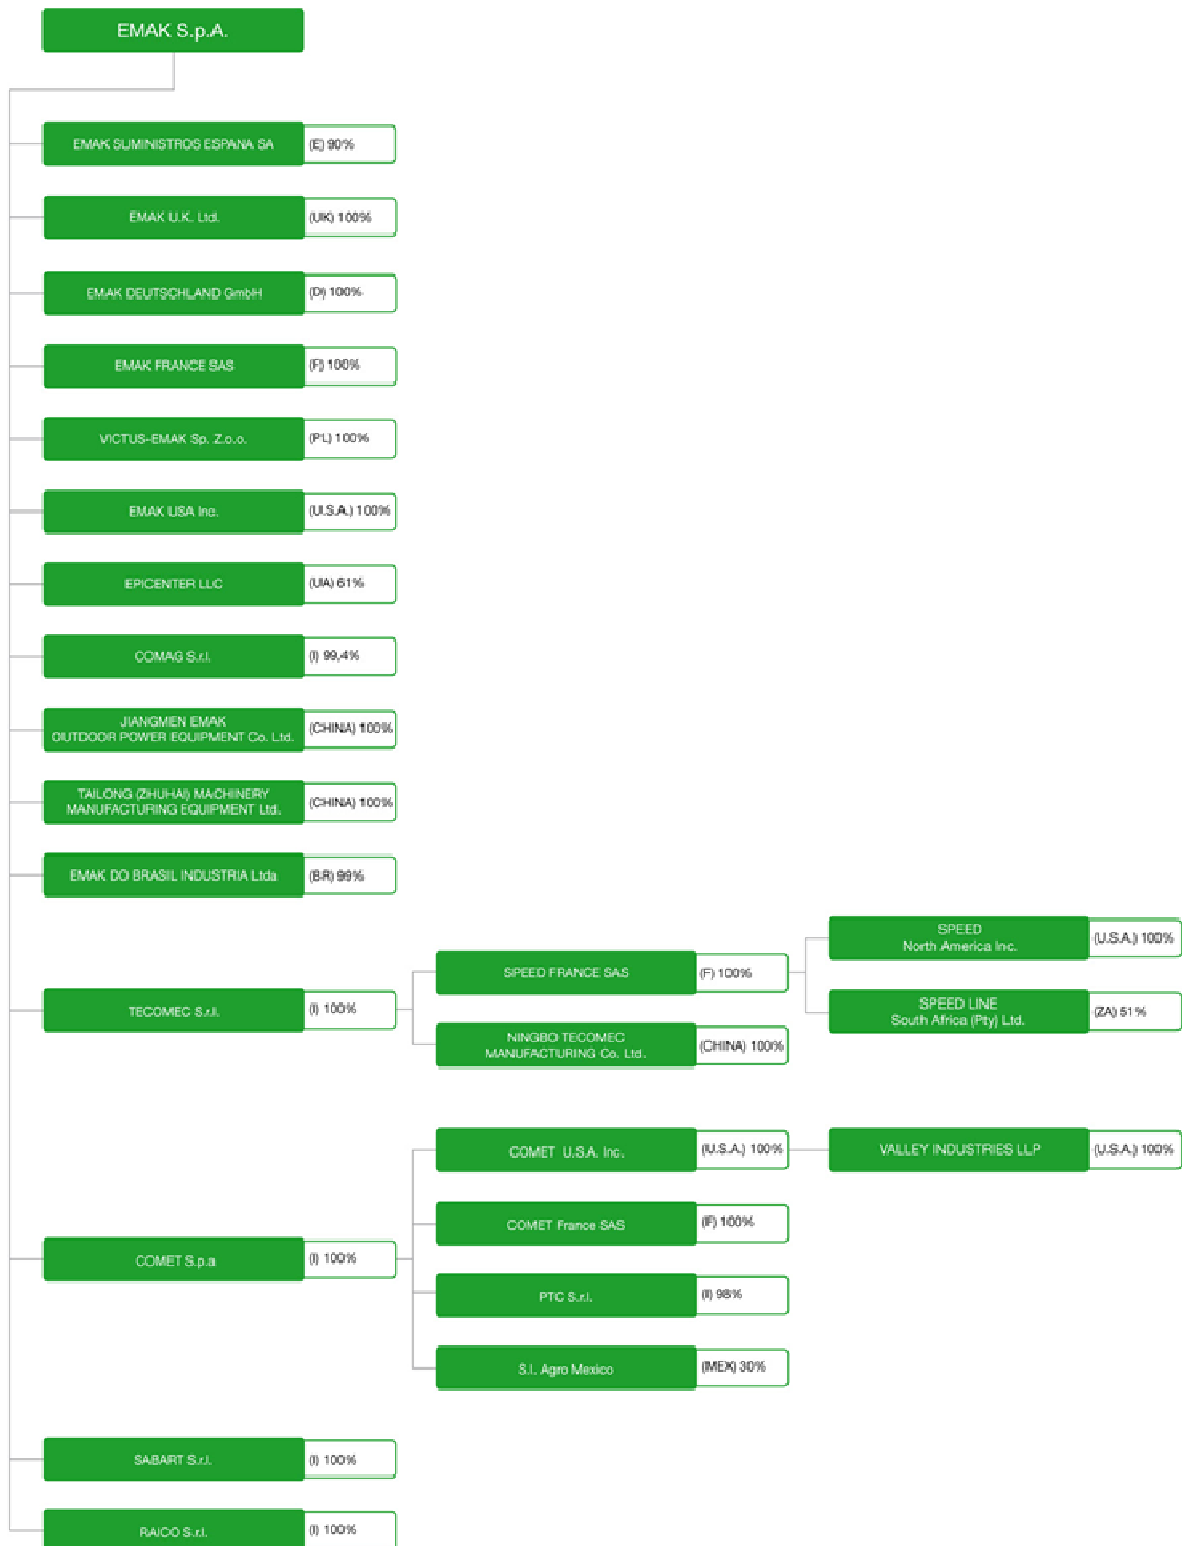 EMAK S.p.A.
EMAK SUMINISTROS ESPANA SA
(E) 90%
EMAK U.K. Ltd.
(UK) 100%
EMAK DEUTSCHLAND GmbH
(D) 100%
EMAK FRANCE SAS
(F) 100%
VICTUS-EMAK Sp. Z.o.o.
(PL) 100%
EMAK USA Inc.
(U.S.A.) 100%
EPICENTER LLC
(UA) 61%
COMAG S.r.l.
(I) 99,4%
JIANGMEN EMAK
OUTDOOR POWER EQUIPMENT Co. Ltd.
(CHINA) 100%
TAILONG (ZHUHAI) MACHINERY
MANUFACTURING EQUIPMENT Ltd.
(CHINA) 100%
EMAK DO BRASIL INDUSTRIA Ltda
(BR) 99%
TECOMEC S.r.l.
(I) 100%
SPEED FRANCE SAS
(F) 100%
SPEED
North America Inc.
(U.S.A.) 100%
SPEED LINE
South Africa (Pty) Ltd.
(ZA) 51%
NINGBO TECOMEC
MANUFACTURING Co. Ltd.
(CHINA) 100%
COMET S.p.a
(I) 100%
COMET U.S.A. Inc.
(U.S.A.) 100%
VALLEY INDUSTRIES LLP
(U.S.A.) 100%
COMET France SAS
(F) 100%
PTC S.r.l.
(I) 98%
S.I. Agro Mexico
(MEX) 30%
SABART S.r.l.
(I) 100%
RAICO S.r.l.
(I) 100%